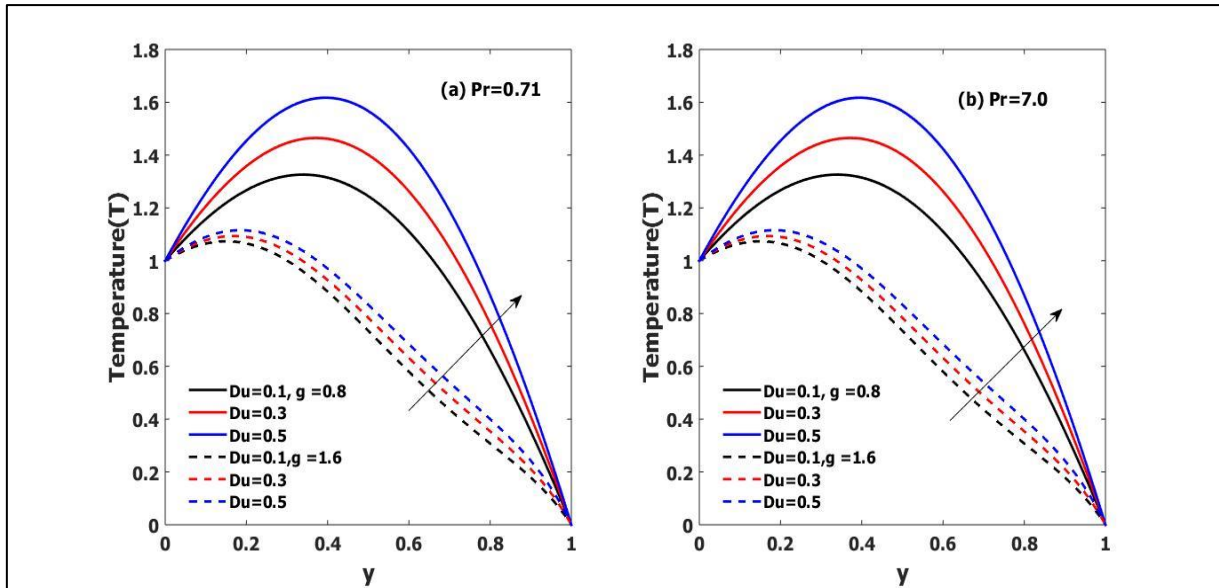 1.8
1.6
1.4
1.2
1
0.8
0.6
0.4
0.2
0
Temperature(T)
(a) Pr=0.71
Du=0.1, g =0.8
Du=0.3
Du=0.5
Du=0.1,g =1.6
Du=0.3
Du=0.5
0 0.2 0.4 0.6 0.8 1
y
1.8
1.6
1.4
1.2
1
0.8
0.6
0.4
0.2
0
Temperature(T)
(b) Pr=7.0
Du=0.1, g =0.8
Du=0.3
Du=0.5
Du=0.1,g =1.6
Du=0.3
Du=0.5
0 0.2 0.4 0.6 0.8 1
y